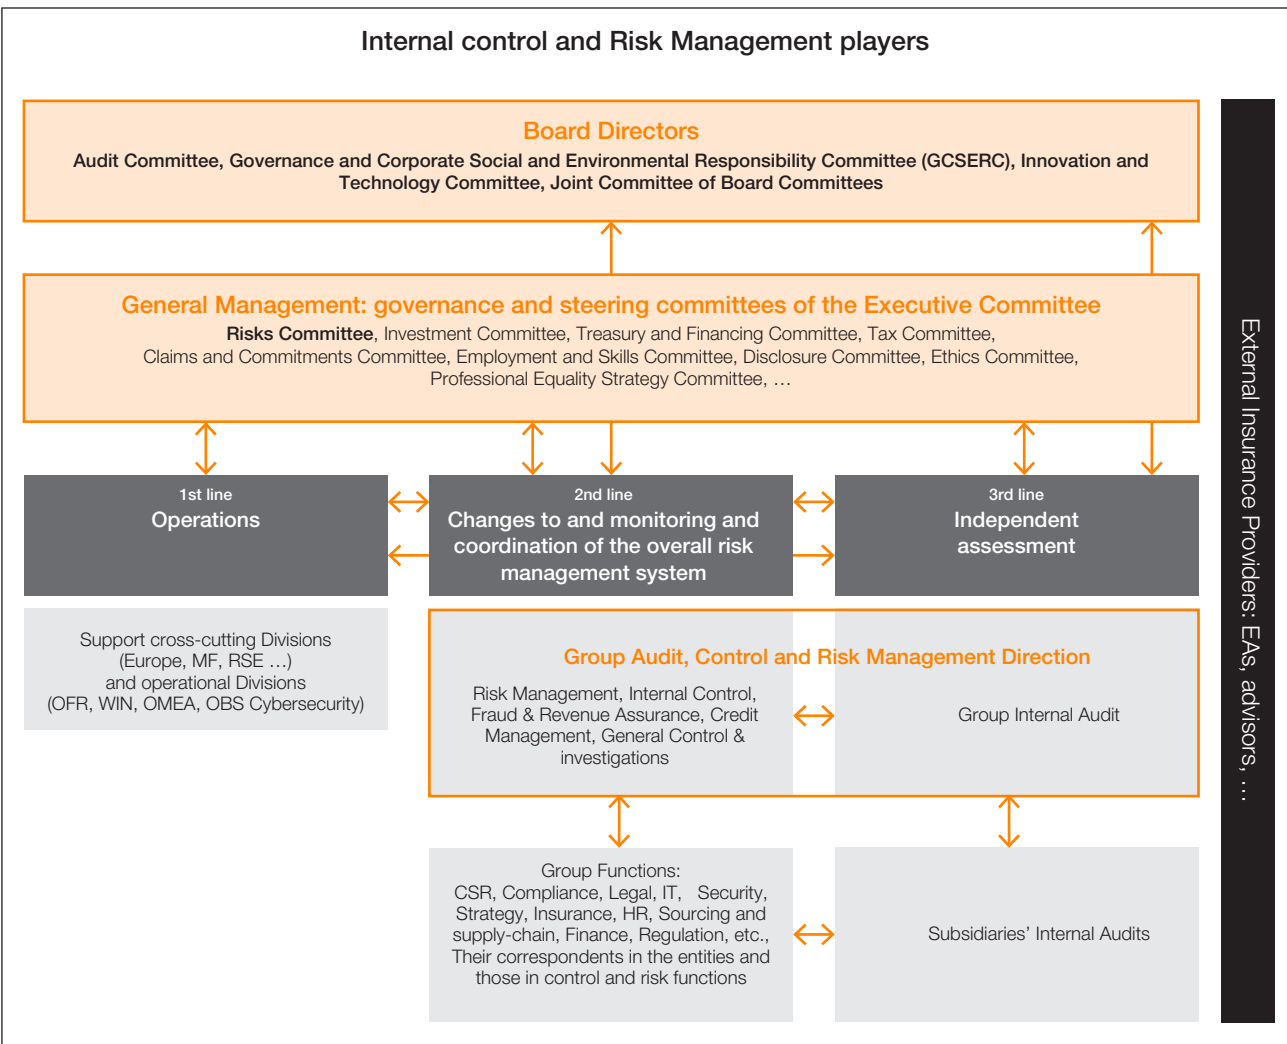 Internal control and Risk Management players
Board Directors
Audit Committee, Governance and Corporate Social and Environmental Responsibility Committee (GCSERC), Innovation and
Technology Committee, Joint Committee of Board Committees
General Management: governance and steering committees of the Executive Committee
Risks Committee, Investment Committee, Treasury and Financing Committee, Tax Committee,
Claims and Commitments Committee, Employment and Skills Committee, Disclosure Committee, Ethics Committee,
Professional Equality Strategy Committee, …
1st line
Operations
2nd line
Changes to and monitoring and
coordination of the overall risk
management system
3rd line
Independent
assessment
Support cross-cutting Divisions
(Europe, MF, RSE …)
and operational Divisions
(OFR, WIN, OMEA, OBS Cybersecurity)
Group Audit, Control and Risk Management Direction
Risk Management, Internal Control,
Fraud & Revenue Assurance, Credit
Management, General Control &
investigations
Group Internal Audit
Group Functions:
CSR, Compliance, Legal, IT, Security,
Strategy, Insurance, HR, Sourcing and
supply-chain, Finance, Regulation, etc.,
Their correspondents in the entities and
those in control and risk functions
Subsidiaries' Internal Audits
External Insurance Providers: EAs, advisors, …